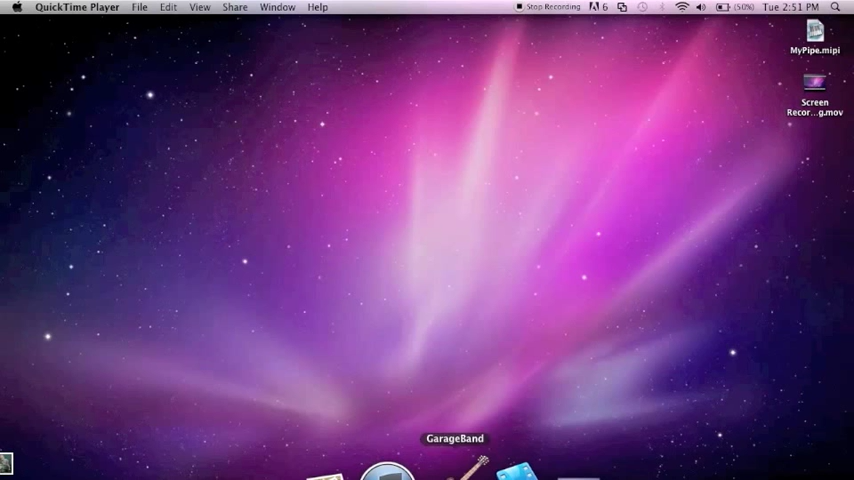 QuickTime Player File Edit View Share Window Help Stop Recording 6 (50%) Tue 2:51 PM
MyPipe.mipi
Screen
Recor...g.mov
GarageBand